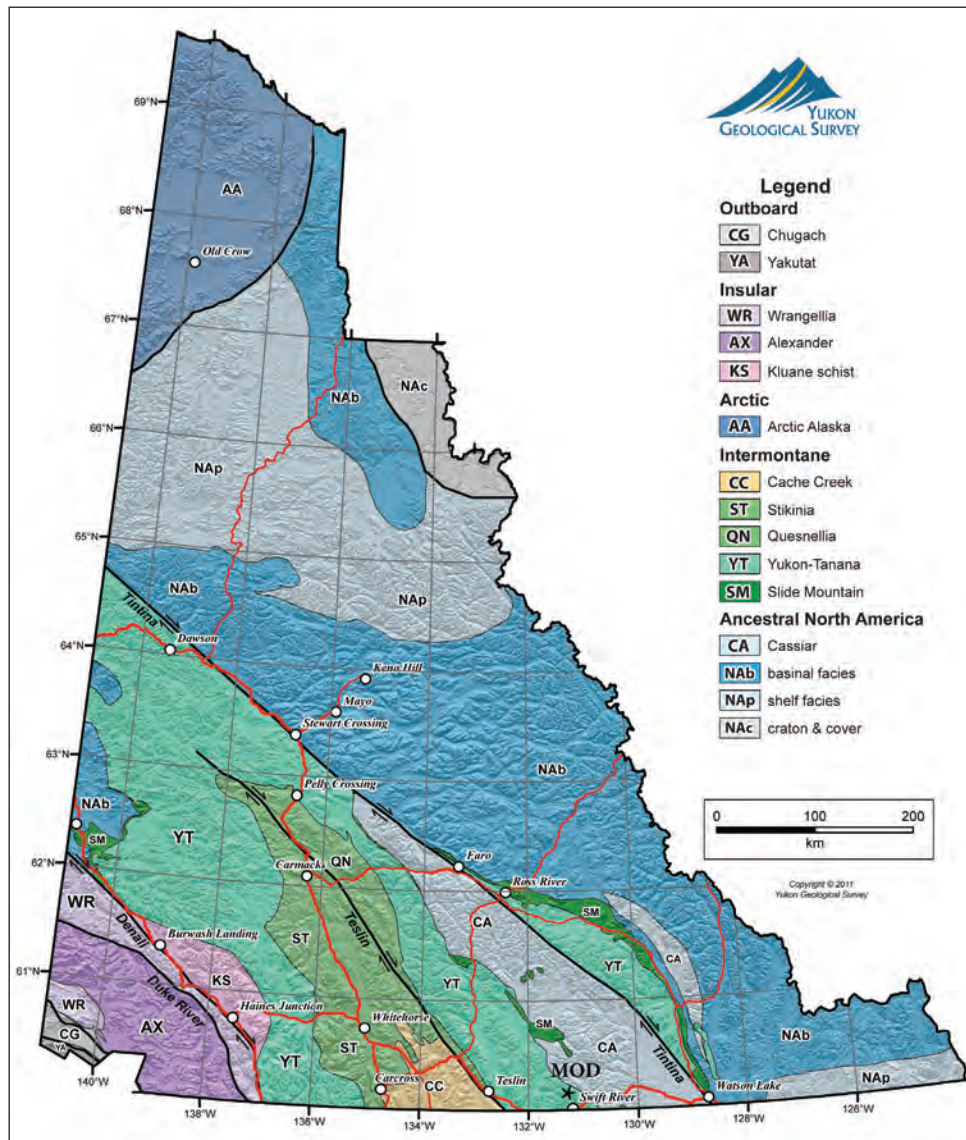 YUKON
GEOLOGICAL SURVEY
Legend
Outboard
CG Chugach
YA Yakutat
Insular
WR Wrangellia
AX Alexander
KS Kluane schist
Arctic
AA Arctic Alaska
Intermontane
CC Cache Creek
ST Stikinia
QN Quesnellia
YT Yukon-Tanana
SM Slide Mountain
Ancestral North America
CA Cassiar
NAb basinal facies
NAp shelf facies
NAc craton & cover
0 100 200
km
Copyright © 2011
Yukon Geological Survey
69°N
68°N
67°N
66°N
65°N
64°N
63°N
62°N
61°N
140°W
138°W
136°W
134°W
132°W
130°W
128°W
126°W
AA
Old Crow
NAc
NAb
NAp
NAb
NAp
Tintina
Dawson
Keno Hill
Mayo
Stewart Crossing
NAb
Pelly Crossing
NAb
SM
YT
QN
Faro
Carmacks
Ross River
WR
Denali
Teslin
CA
SM
Burwash Landing
ST
CA
KS
YT
YT
Duke River
Haines Junction
WR
AX
Whitehorse
SM
CG
YA
YT
ST
CA
Tintina
NAb
MOD
Carcross
CC
Teslin
Swift River
Watson Lake
NAp